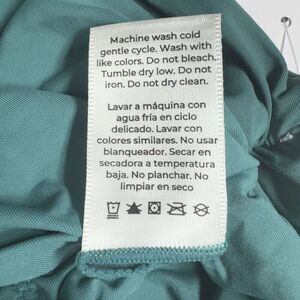 Machine wash cold
gentle cycle. Wash with
like colors. Do not bleach.
Tumble dry low. Do not
iron. Do not dry clean.
Lavar a máquina con
agua fría en ciclo
delicado. Lavar con
colores similares. No usar
blanqueador. Secar en
secadora a temperatura
baja. No planchar. No
limpiar en seco